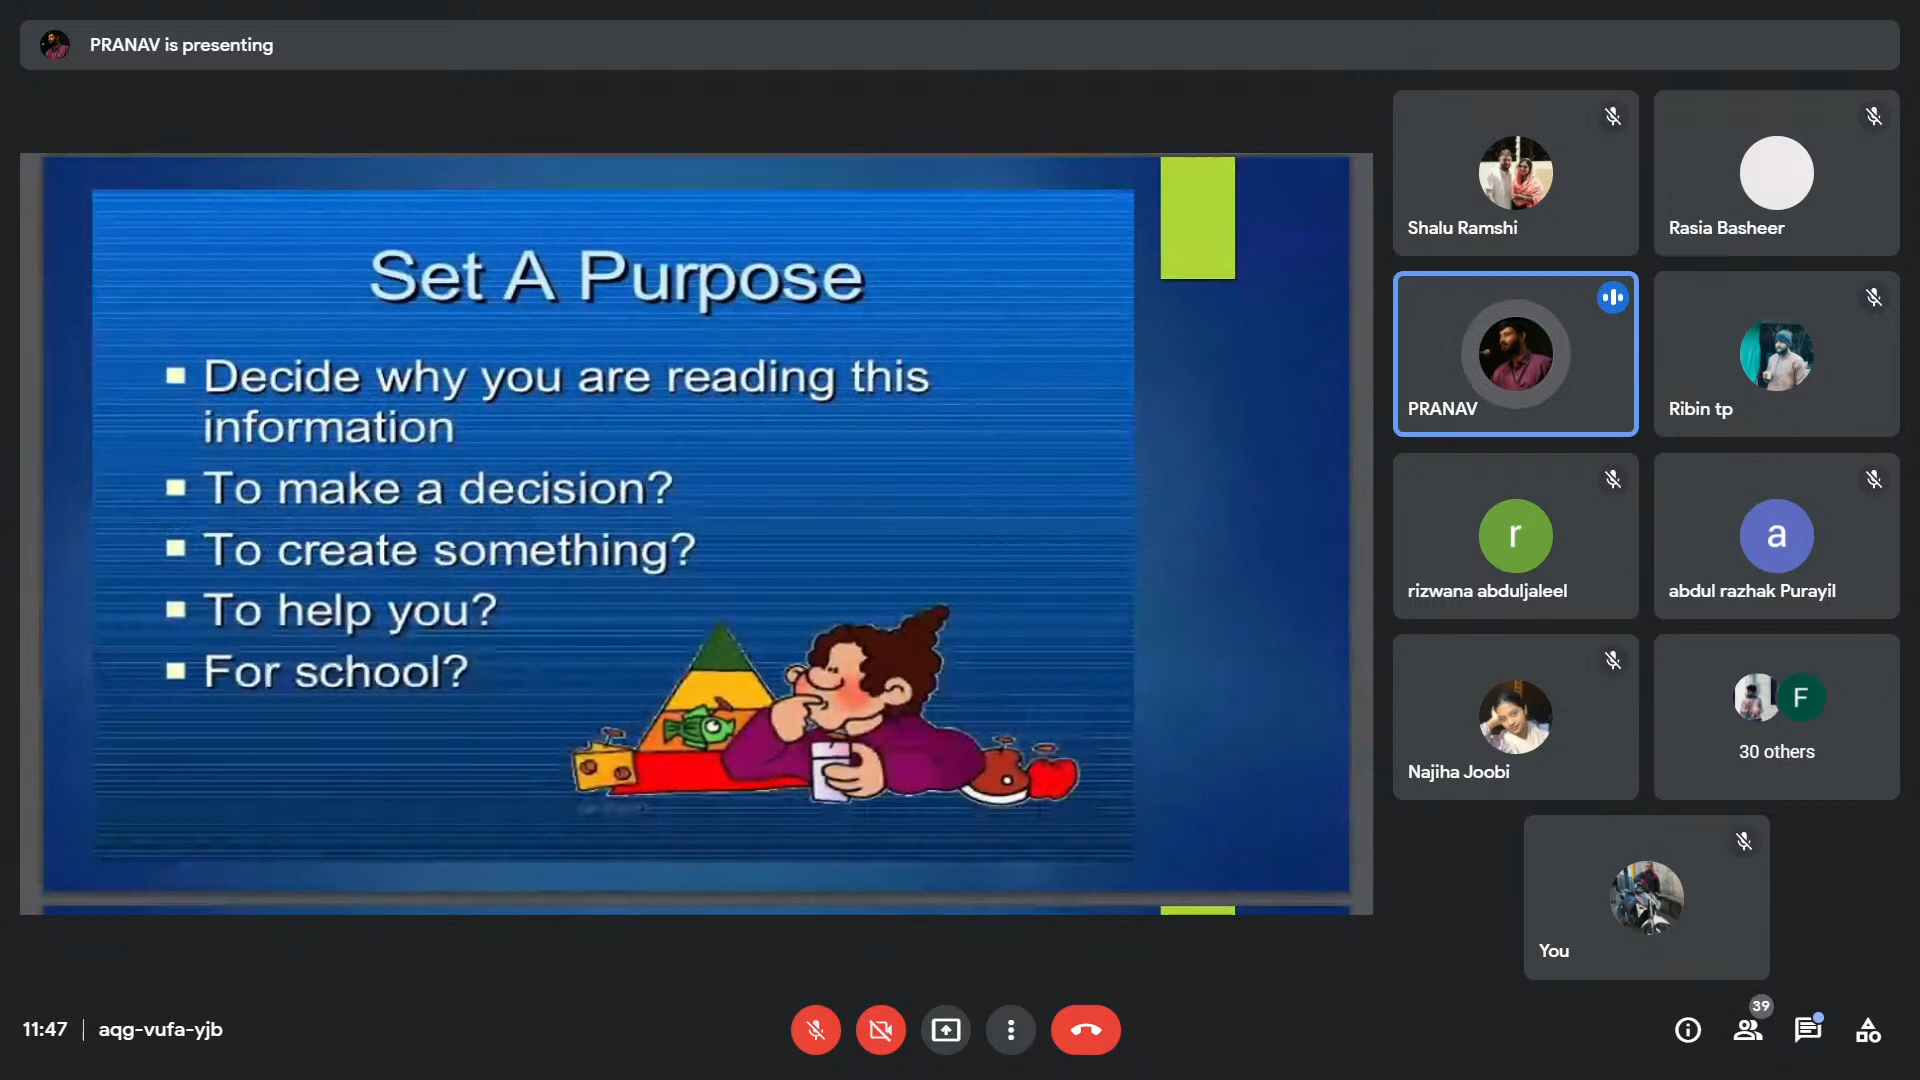 PRANAV is presenting
Set A Purpose
Decide why you are reading this
information
To make a decision?
To create something?
To help you?
For school?
Shalu Ramshi
Rasia Basheer
PRANAV
Ribin tp
r
rizwana abduljaleel
a
abdul razhak Purayil
Najiha Joobi
F
30 others
You
11:47
aqg-vufa-yjb
39